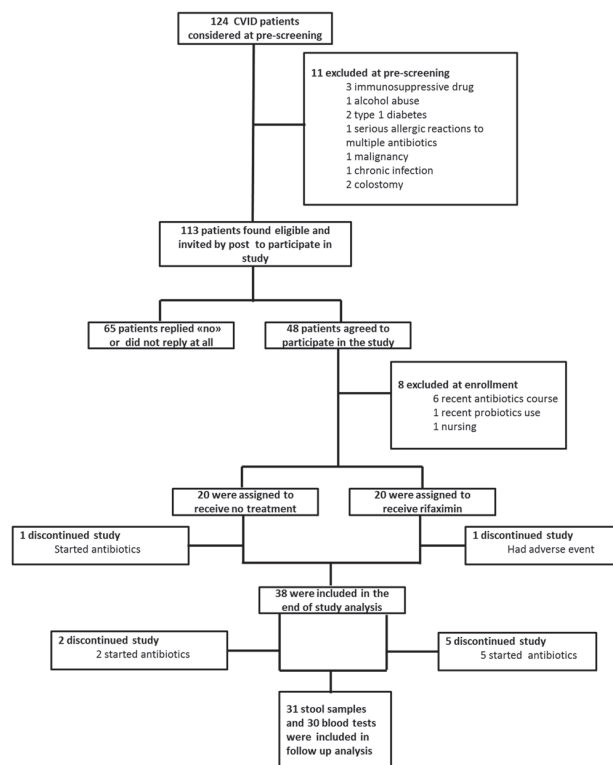 124 CVID patients
considered at pre-screening
11 excluded at pre-screening
3 immunosuppressive drug
1 alcohol abuse
2 type 1 diabetes
1 serious allergic reactions to
multiple antibiotics
1 malignancy
1 chronic infection
2 colostomy
113 patients found eligible and
invited by post to participate in
study
65 patients replied «no»
or did not reply at all
48 patients agreed to
participate in the study
8 excluded at enrollment
6 recent antibiotics course
1 recent probiotics use
1 nursing
20 were assigned to
receive no treatment
20 were assigned to
receive rifaximin
1 discontinued study
Started antibiotics
1 discontinued study
Had adverse event
38 were included in the
end of study analysis
2 discontinued study
2 started antibiotics
5 discontinued study
5 started antibiotics
31 stool samples
and 30 blood tests
were included in
follow up analysis